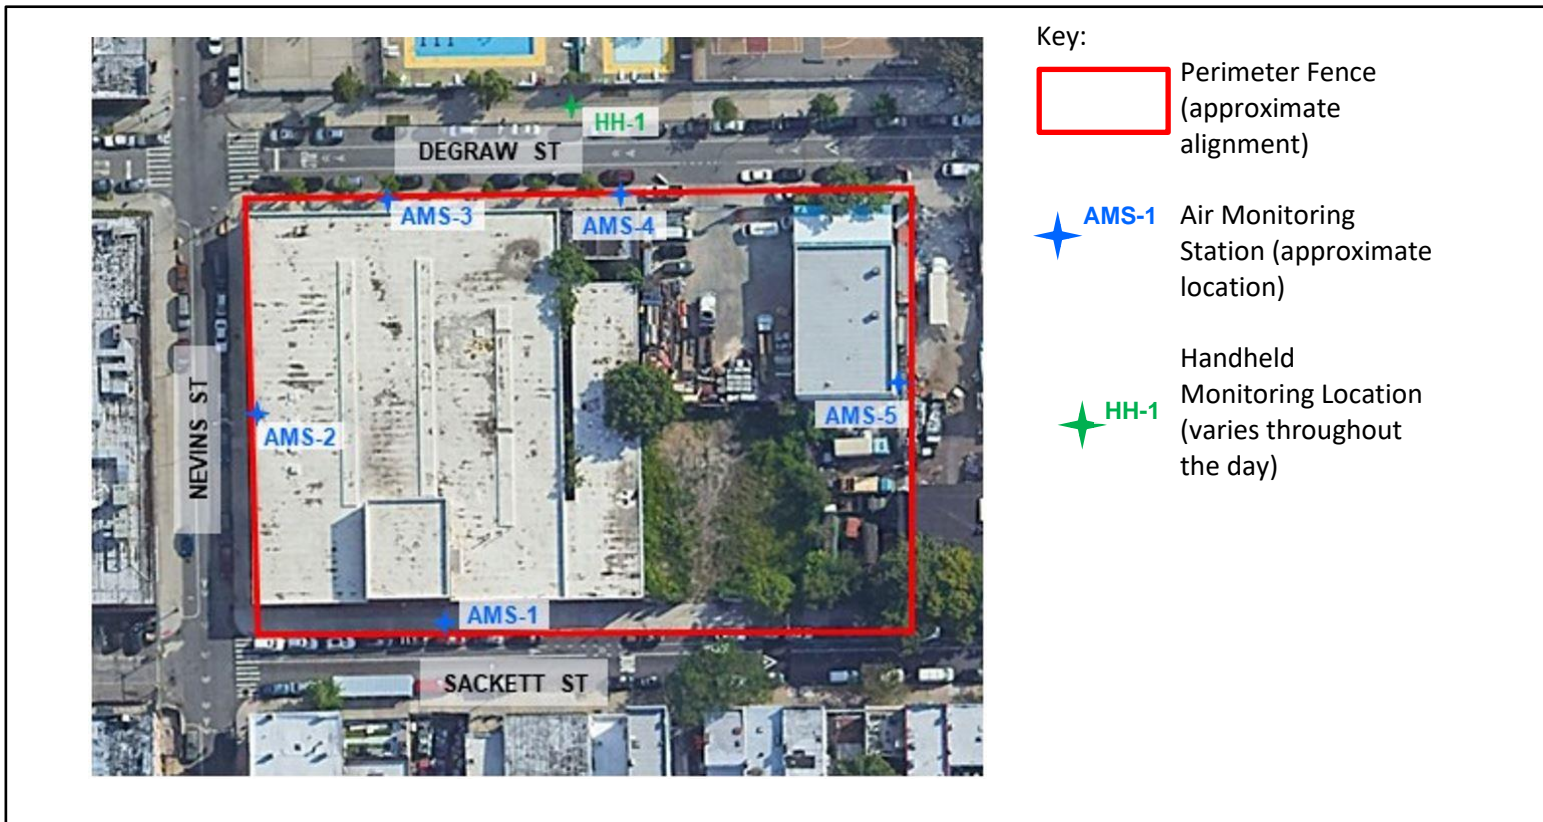 Key:
Perimeter Fence
(approximate
alignment)
AMS-1
Air Monitoring
Station (approximate
location)
HH-1
Handheld
Monitoring Location
(varies throughout
the day)
HH-1
DEGRAW ST
AMS-3
AMS-4
AMS-2
AMS-5
NEVINS ST
AMS-1
SACKETT ST